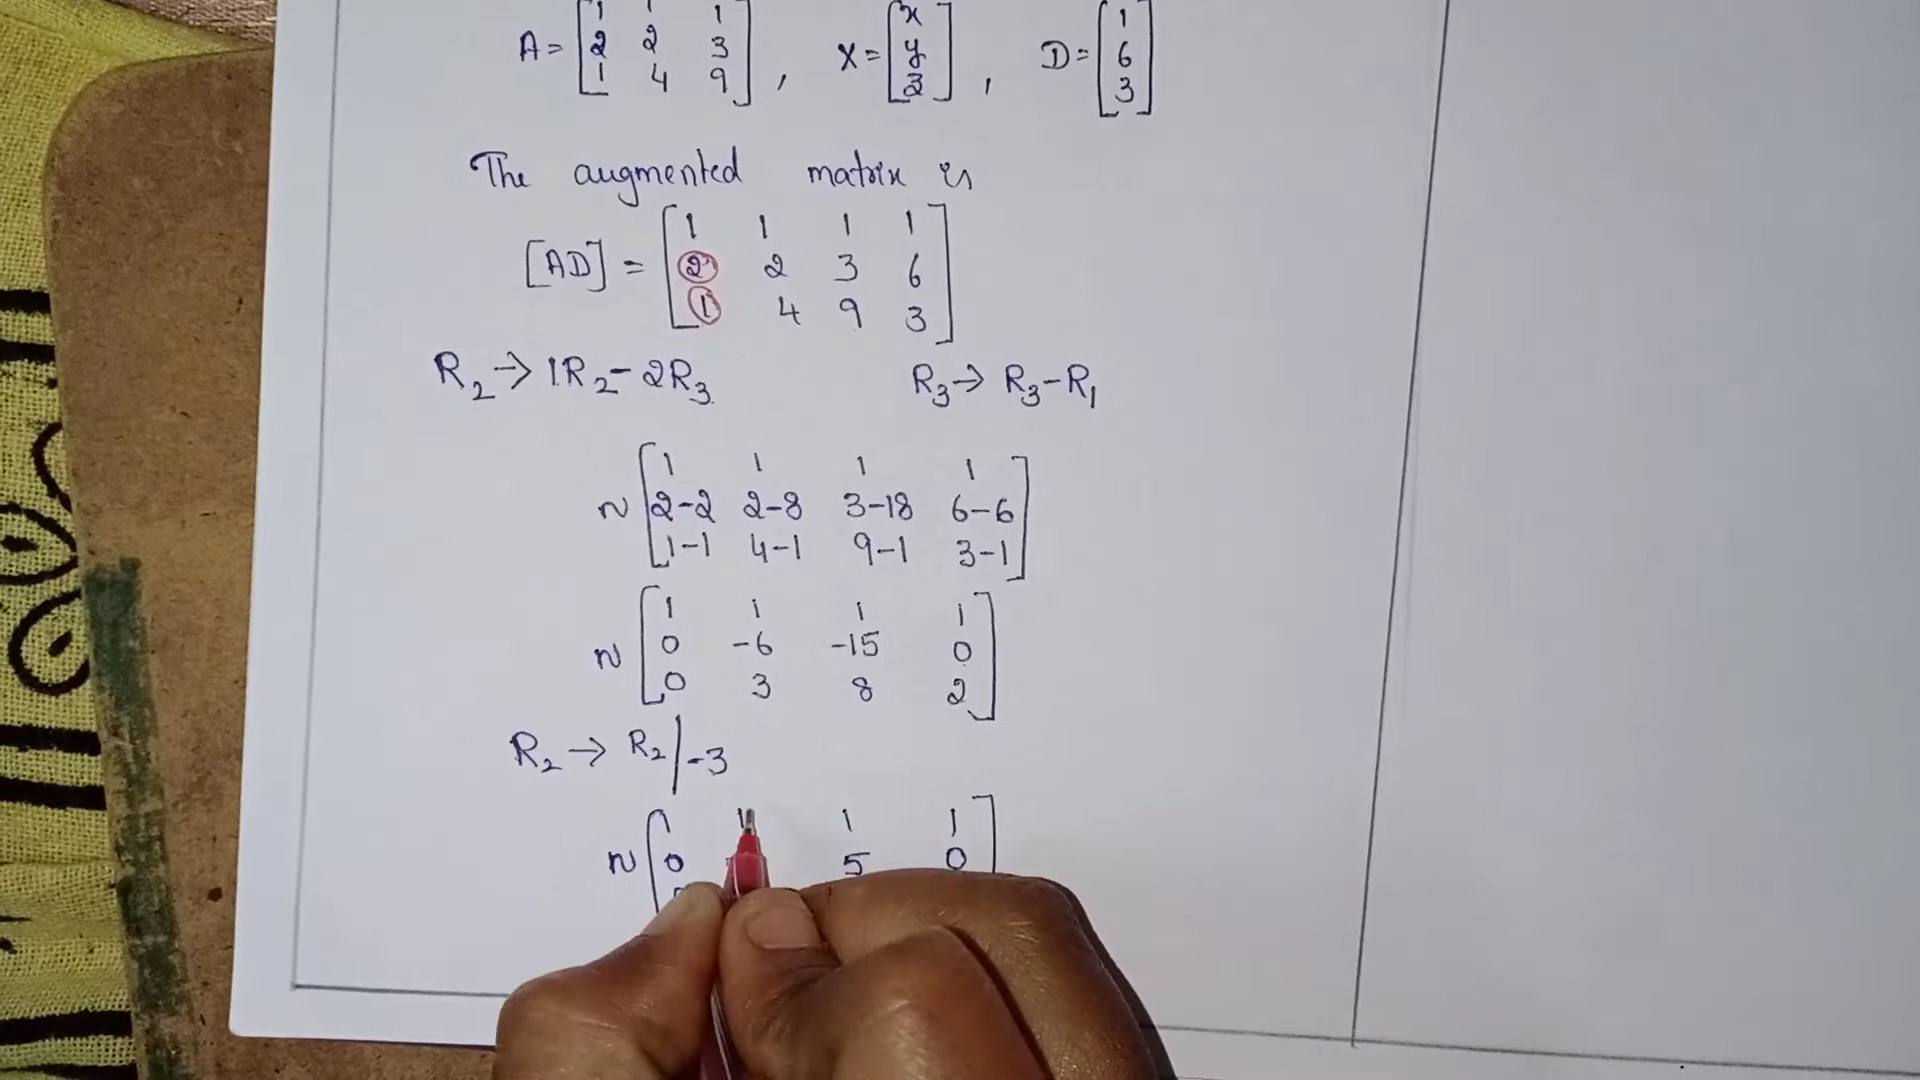 A = [1 1 1
2 2 3
1 4 9] , X = [x
y
z] , D = [1
6
3]
The augmented matrix is
[AD] = [1 1 1 1
2 2 3 6
1 4 9 3]
R₂ → 1R₂ - 2R₃ R₃ → R₃ - R₁
~ [1 1 1 1
2-2 2-8 3-18 6-6
1-1 4-1 9-1 3-1]
~ [1 1 1 1
0 -6 -15 0
0 3 8 2]
R₂ → R₂/-3
~ [1 1 1 1
0 5 0